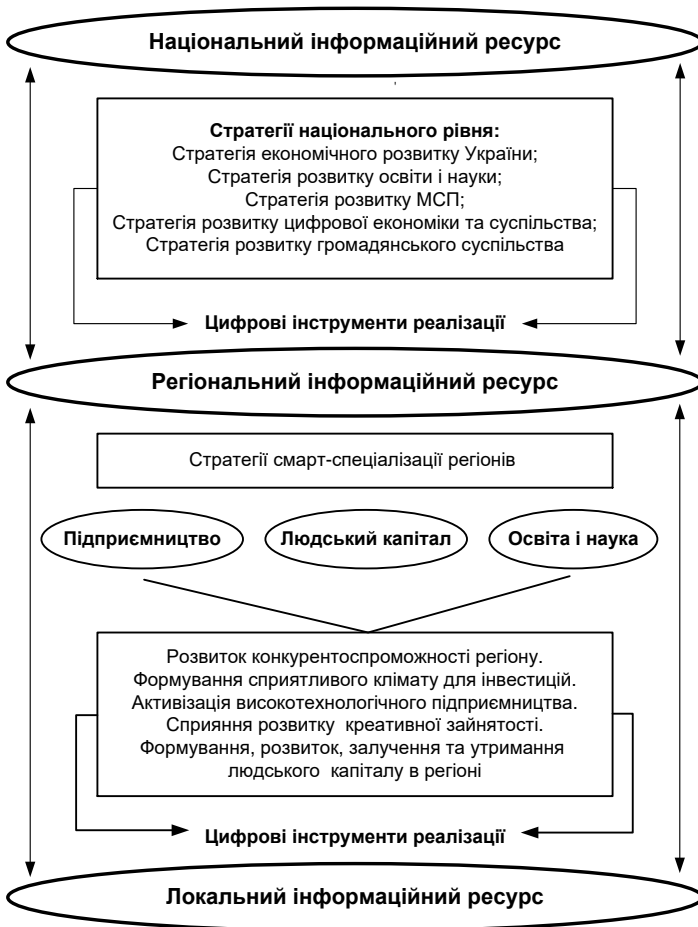 Національний інформаційний ресурс
Стратегії національного рівня:
Стратегія економічного розвитку України;
Стратегія розвитку освіти і науки;
Стратегія розвитку МСП;
Стратегія розвитку цифрової економіки та суспільства;
Стратегія розвитку громадянського суспільства
Цифрові інструменти реалізації
Регіональний інформаційний ресурс
Стратегії смарт-спеціалізації регіонів
Підприємництво
Людський капітал
Освіта і наука
Розвиток конкурентоспроможності регіону.
Формування сприятливого клімату для інвестицій.
Активізація високотехнологічного підприємництва.
Сприяння розвитку креативної зайнятості.
Формування, розвиток, залучення та утримання
людського капіталу в регіоні
Цифрові інструменти реалізації
Локальний інформаційний ресурс